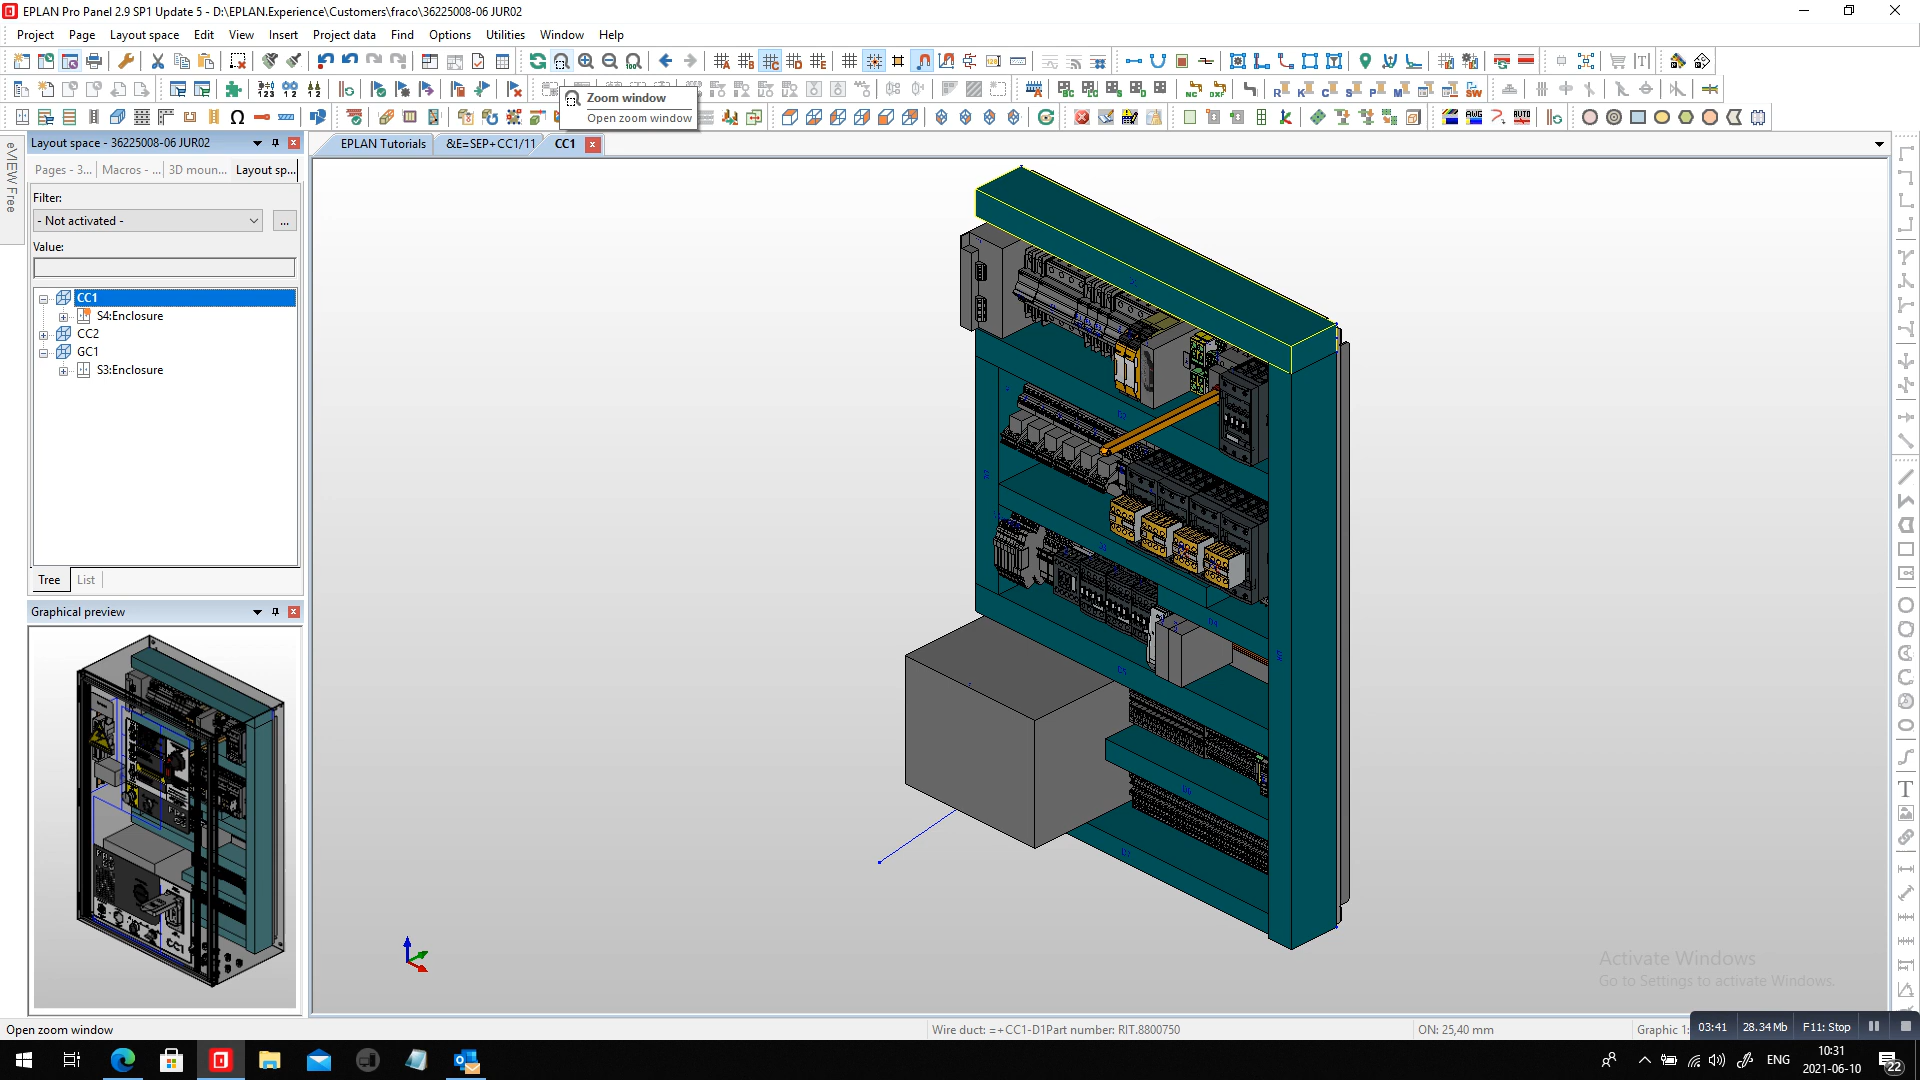 EPLAN Pro Panel 2.9 SP1 Update 5 - D:\EPLAN.Experience\Customers\fraco\36225008-06 JUR02
Project Page Layout space Edit View Insert Project data Find Options Utilities Window Help
Zoom window
Open zoom window
eVIEW Free
Layout space - 36225008-06 JUR02
Pages - 3... Macros - ... 3D moun... Layout sp...
Filter:
- Not activated -
...
Value:
CC1
S4:Enclosure
CC2
GC1
S3:Enclosure
Tree List
Graphical preview
EPLAN Tutorials &E=SEP+CC1/11 CC1
Activate Windows
Go to Settings to activate Windows.
Open zoom window
Wire duct: =+CC1-D1Part number: RIT.8800750
ON: 25,40 mm
Graphic 1:
03:41 28.34 Mb F11: Stop
ENG
10:31
2021-06-10
22